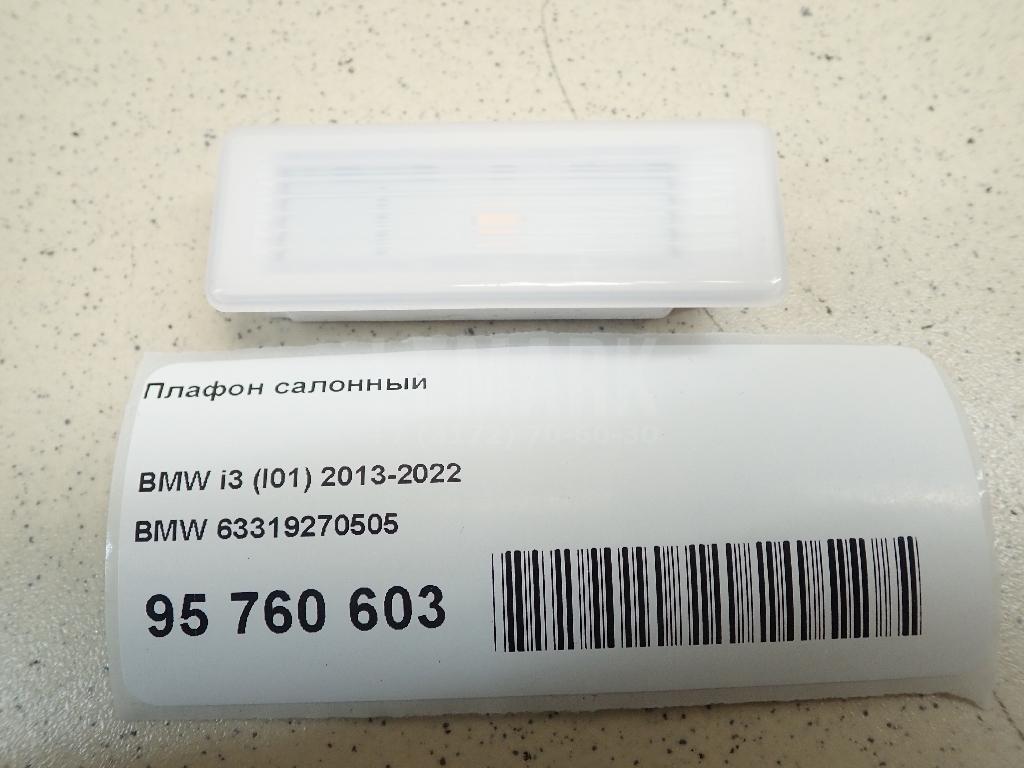 Плафон салонный
BMW i3 (I01) 2013-2022
BMW 63319270505
95 760 603